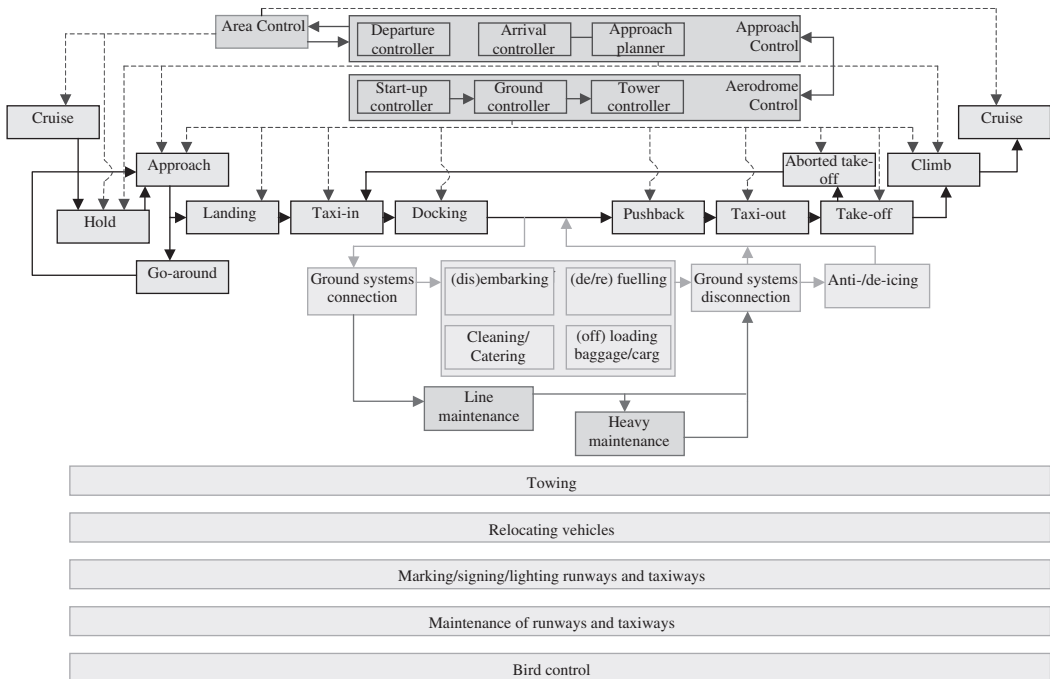 Area Control
Departure
controller
Arrival
controller
Approach
planner
Approach
Control
Start-up
controller
Ground
controller
Tower
controller
Aerodrome
Control
Cruise
Cruise
Approach
Aborted take-
off
Climb
Hold
Landing
Taxi-in
Docking
Pushback
Taxi-out
Take-off
Go-around
Ground systems
connection
(dis)embarking
(de/re) fuelling
Ground systems
disconnection
Anti-/de-icing
Cleaning/
Catering
(off) loading
baggage/carg
Line
maintenance
Heavy
maintenance
Towing
Relocating vehicles
Marking/signing/lighting runways and taxiways
Maintenance of runways and taxiways
Bird control